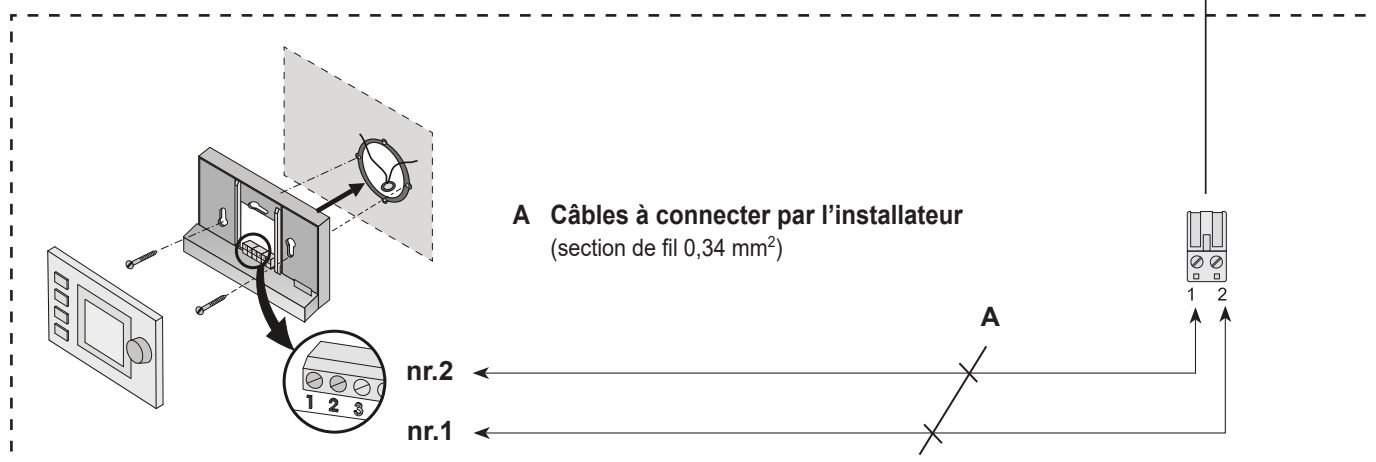 A Câbles à connecter par l’installateur
(section de fil 0,34 mm²)
1 2
A
nr.2
1 2 3
nr.1